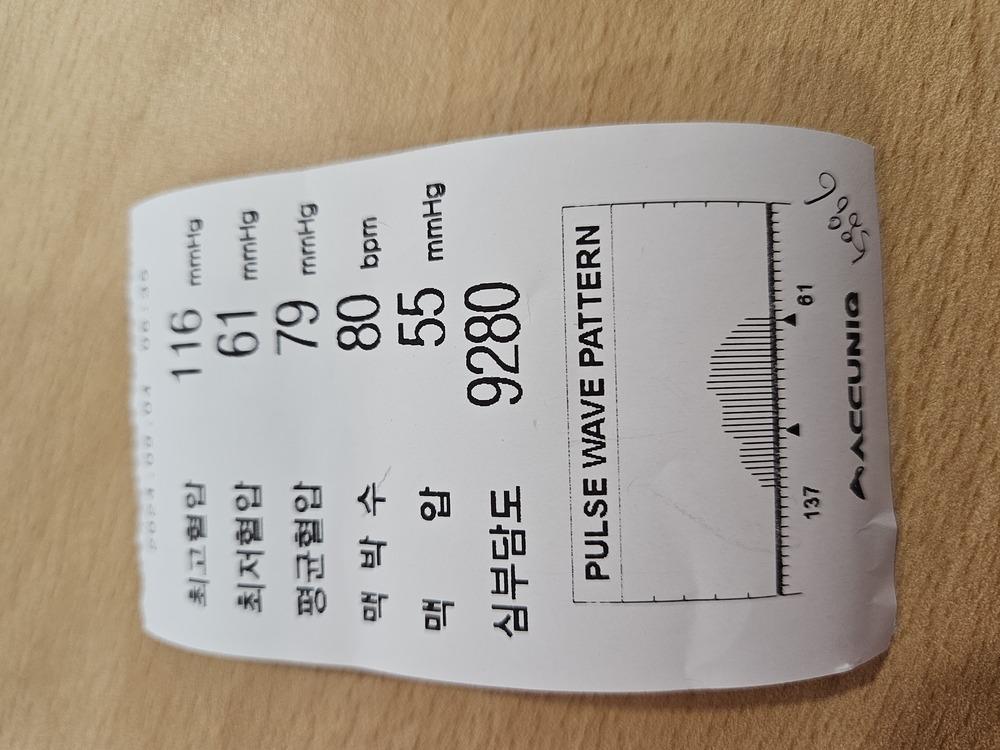 최고혈압 116 mmHg
최저혈압 61 mmHg
평균혈압 79 mmHg
맥 박 수 80 bpm
맥 압 55 mmHg
심부담도 9280
PULSE WAVE PATTERN
137 61
ACCUNIQ